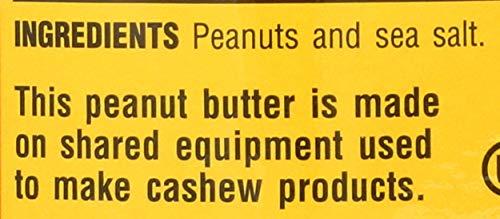 INGREDIENTS Peanuts and sea salt.
This peanut butter is made
on shared equipment used
to make cashew products.